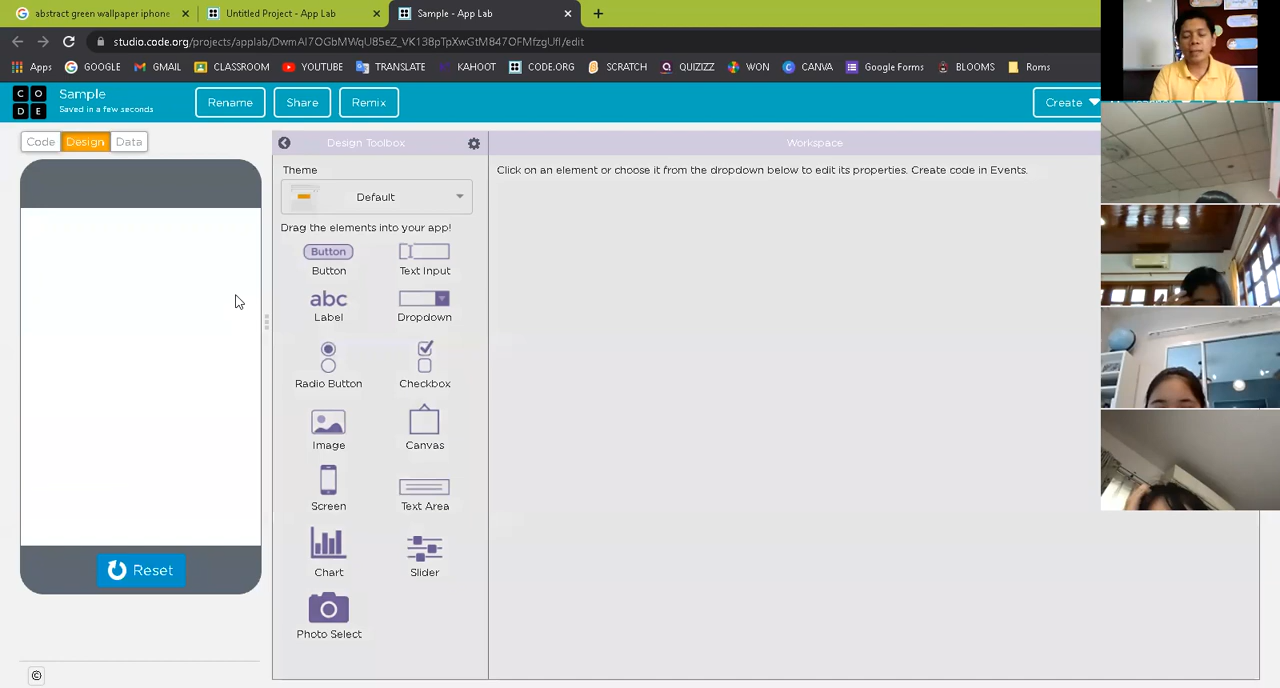 abstract green wallpaper iphone
Untitled Project - App Lab
Sample - App Lab
studio.code.org/projects/applab/DwmAI7OGbMWqU85eZ_VK138pTpXwGtM847OFMfzgUfI/edit
Apps GOOGLE GMAIL CLASSROOM YOUTUBE TRANSLATE KAHO CODE.ORG SCRATCH QUIZIZZ WON CANVA Google Forms BLOOMS Roms
C O
D E
Sample
Saved in a few seconds
Rename Share Remix Create
Code Design Data
Design Toolbox
Workspace
Theme
Default
Click on an element or choose it from the dropdown below to edit its properties. Create code in Events.
Drag the elements into your app!
Button
Button Text Input
abc
Label Dropdown
Radio Button Checkbox
Image Canvas
Screen Text Area
Chart Slider
Photo Select
Reset
©